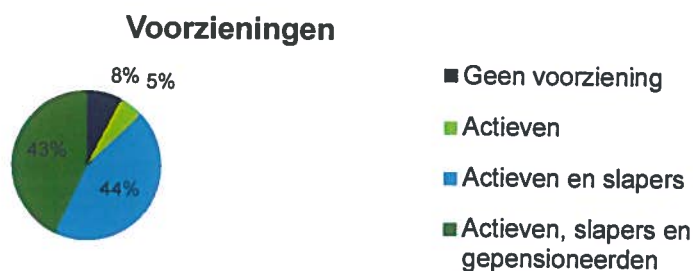 Voorzieningen
8% 5%
43%
44%
Geen voorziening
Actieven
Actieven en slapers
Actieven, slapers en
gepensioneerden